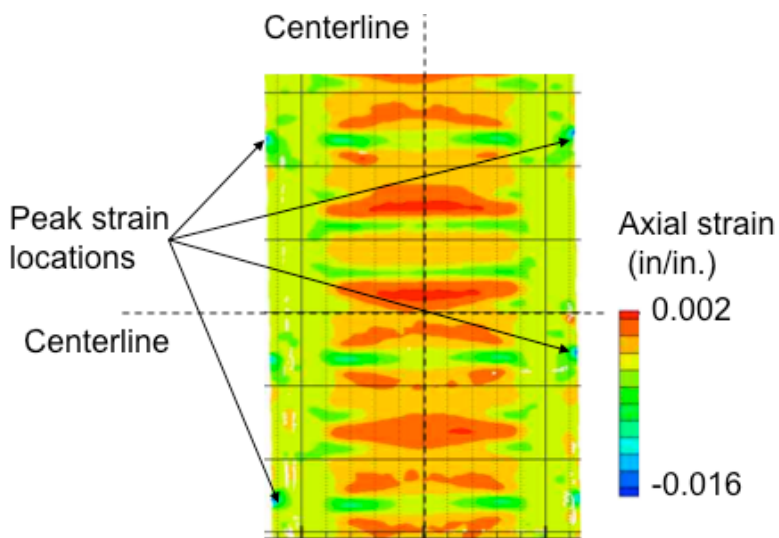 Centerline
Peak strain
locations
Axial strain
(in/in.)
0.002
Centerline
-0.016